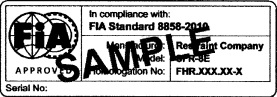 In compliance with:
FIA Standard 8858-2010
FIA
Manufacturer: Restraint Company
Model: SFR-8E
APPROVED
Homologation No: FHR.XXX.XX-X
SAMPLE
Serial No: